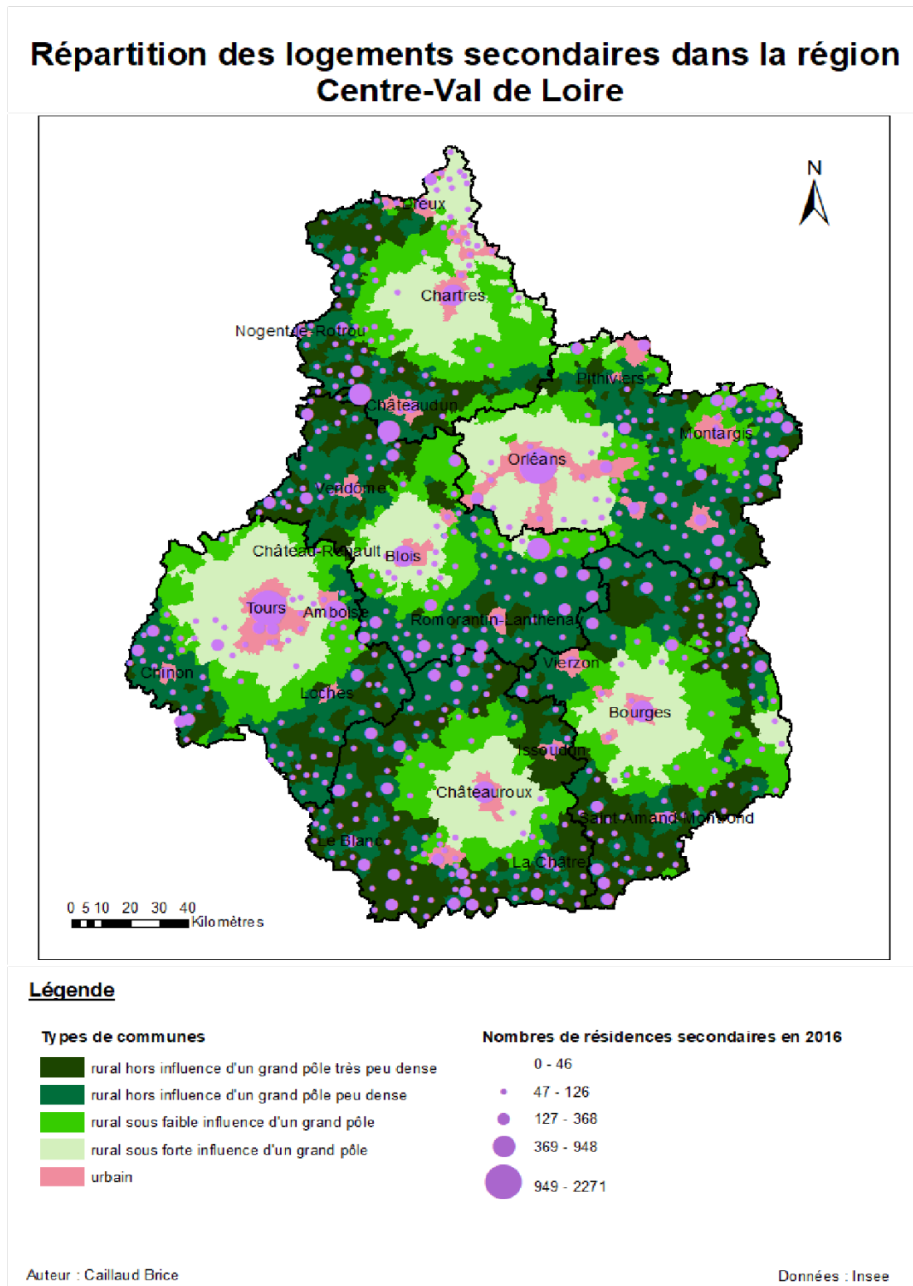 Répartition des logements secondaires dans la région
Centre-Val de Loire
N
Dreux
Chartres
Nogent-le-Rotrou
Pithiviers
Châteaudun
Montargis
Orléans
Vendôme
Château-Renault
Blois
Tours
Amboise
Romorantin-Lanthenay
Vierzon
Chinon
Loches
Bourges
Issoudun
Châteauroux
Saint-Amand-Montrond
Le Blanc
La Châtre
0 5 10 20 30 40
Kilomètres
Légende
Types de communes
rural hors influence d'un grand pôle très peu dense
rural hors influence d'un grand pôle peu dense
rural sous faible influence d'un grand pôle
rural sous forte influence d'un grand pôle
urbain
Nombres de résidences secondaires en 2016
0 - 46
47 - 126
127 - 368
369 - 948
949 - 2271
Auteur : Caillaud Brice
Données : Insee